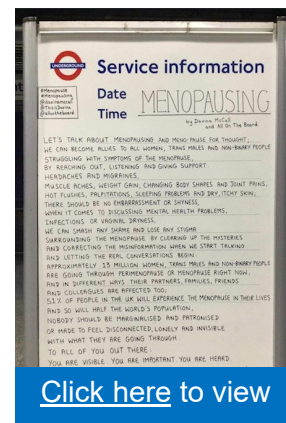 UNDERGROUND
Service information
#Menopause
#Menopausing
@davinamccall
Date
MENOPAUSING
Time
by Davina McCall
and All On The Board
LET'S TALK ABOUT MENOPAUSING AND MENO-PAUSE FOR THOUGHT;
WE CAN BECOME ALLIES TO ALL WOMEN, TRANS MALES AND NON-BINARY PEOPLE
STRUGGLING WITH SYMPTOMS OF THE MENOPAUSE,
BY REACHING OUT, LISTENING AND GIVING SUPPORT.
HEADACHES AND MIGRAINES,
MUSCLE ACHES, WEIGHT GAIN, CHANGING BODY SHAPES AND JOINT PAINS,
HOT FLUSHES, PALPITATIONS, SLEEPING PROBLEMS AND DRY, ITCHY SKIN;
THERE SHOULD BE NO EMBARRASSMENT OR SHYNESS,
WHEN IT COMES TO DISCUSSING MENTAL HEALTH PROBLEMS,
INFECTIONS OR VAGINAL DRYNESS.
WE CAN SMASH ANY SHAME AND LOSE ANY STIGMA
SURROUNDING THE MENOPAUSE BY CLEARING UP THE MYSTERIES
AND CORRECTING THE MISINFORMATION WHEN WE START TALKING
AND LETTING THE REAL CONVERSATIONS BEGIN.
APPROXIMATELY 13 MILLION WOMEN, TRANS MALES AND NON-BINARY PEOPLE
ARE GOING THROUGH PERIMENOPAUSE OR MENOPAUSE RIGHT NOW,
AND IN DIFFERENT WAYS THEIR PARTNERS, FAMILIES, FRIENDS
AND COLLEAGUES ARE AFFECTED TOO;
51% OF PEOPLE IN THE UK WILL EXPERIENCE THE MENOPAUSE IN THEIR LIVES
AND SO WILL HALF THE WORLD'S POPULATION,
NOBODY SHOULD BE MARGINALISED AND PATRONISED
OR MADE TO FEEL DISCONNECTED, LONELY AND INVISIBLE
WITH WHAT THEY ARE GOING THROUGH.
TO ALL OF YOU OUT THERE:
YOU ARE VISIBLE. YOU ARE IMPORTANT. YOU ARE HEARD.
Click here to view